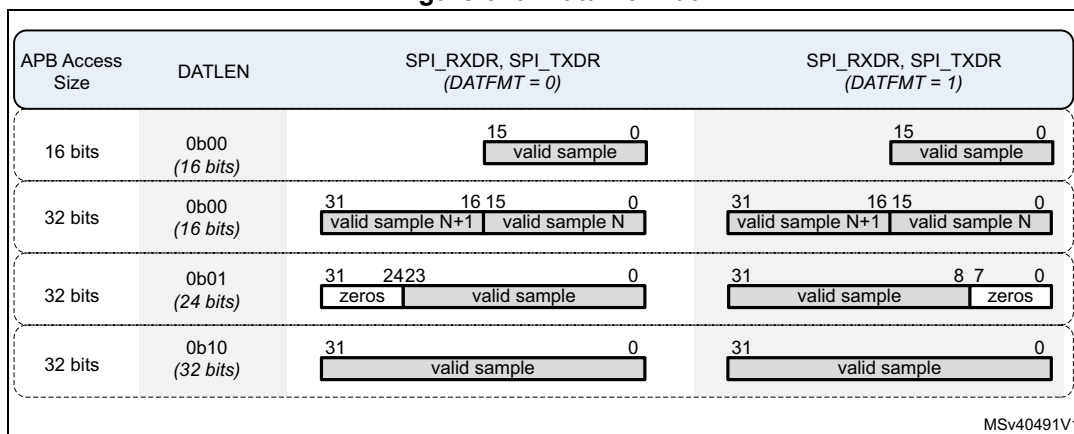 APB Access Size DATLEN SPI_RXDR, SPI_TXDR (DATFMT = 0) SPI_RXDR, SPI_TXDR (DATFMT = 1)
16 bits 0b00 (16 bits) 15 0 valid sample 15 0 valid sample
32 bits 0b00 (16 bits) 31 16 15 0 valid sample N+1 valid sample N 31 16 15 0 valid sample N+1 valid sample N
32 bits 0b01 (24 bits) 31 24 23 0 zeros valid sample 31 8 7 0 valid sample zeros
32 bits 0b10 (32 bits) 31 0 valid sample 31 0 valid sample
MSv40491V1